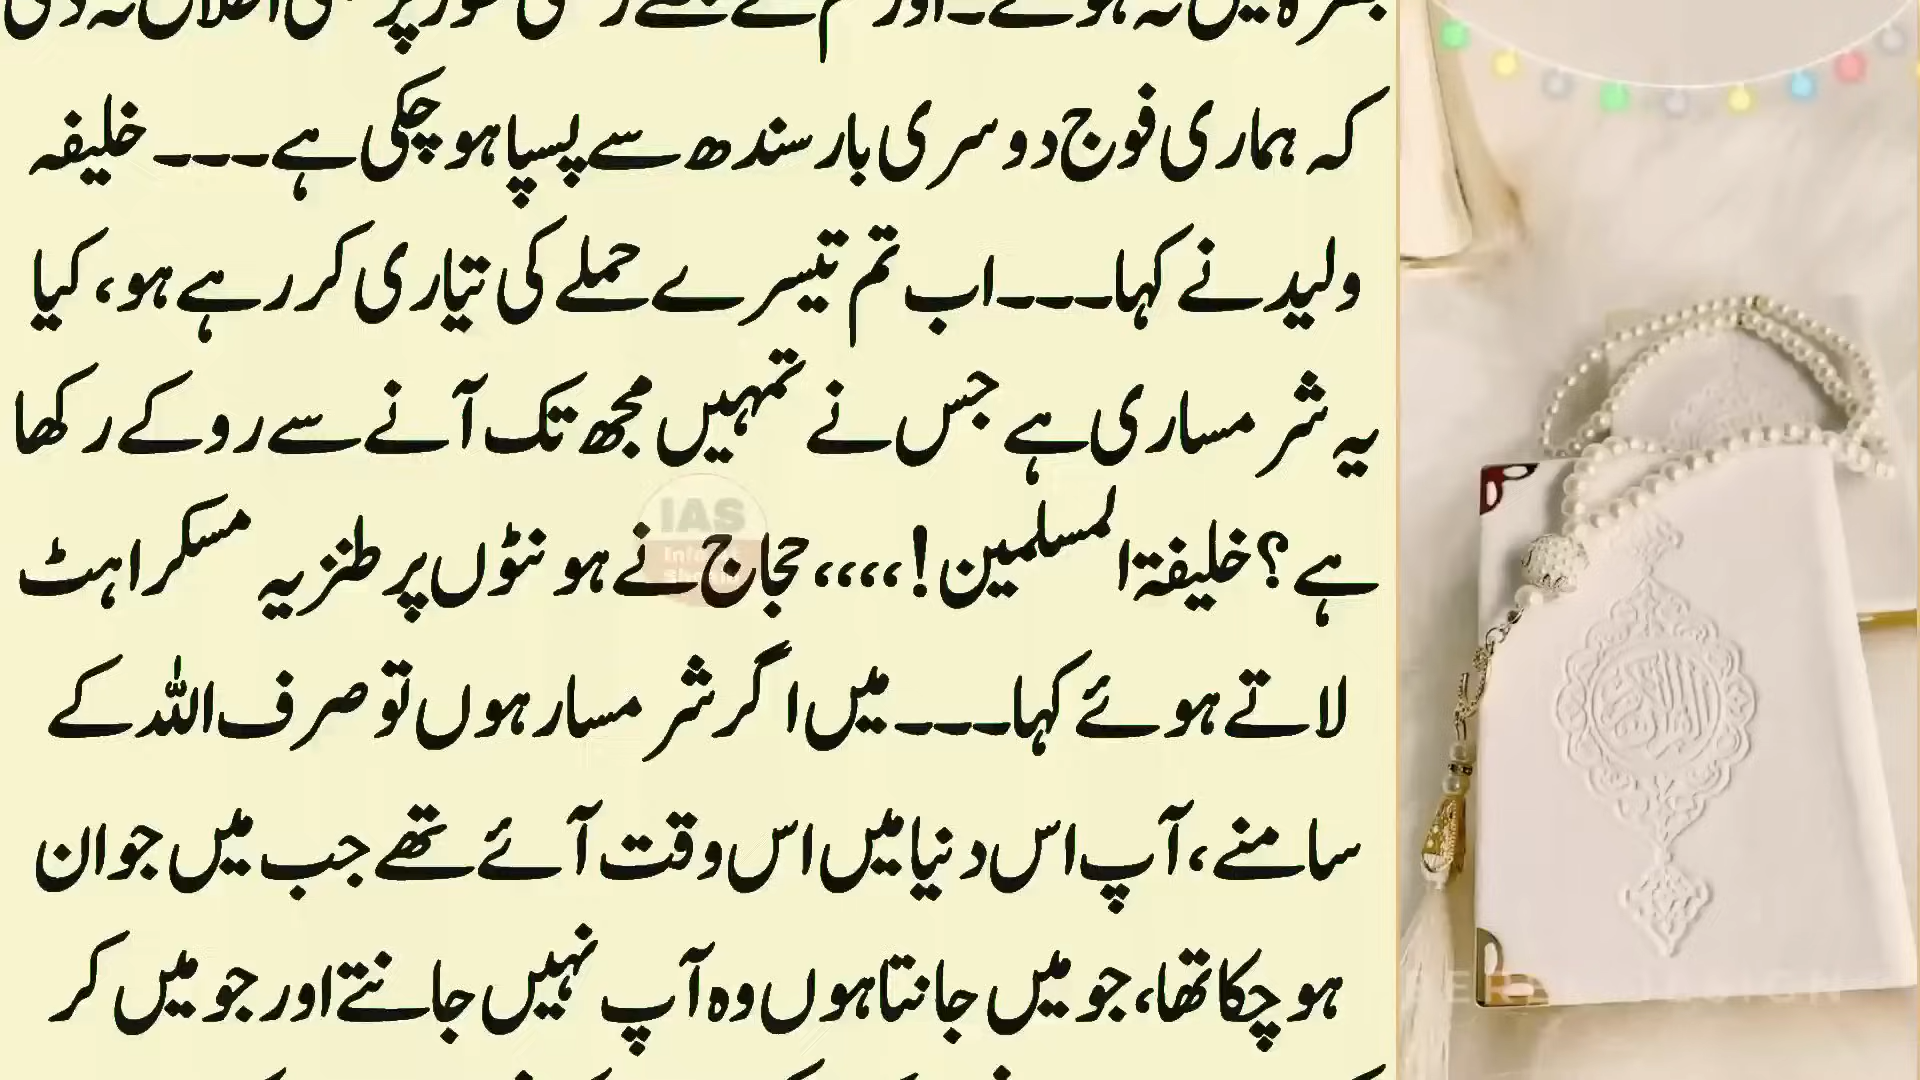 کہ ہماری فوج دوسری بار سندھ سے پسپا ہو چکی ہے۔۔۔ خلیفہ
ولید نے کہا۔۔۔اب تم تیسرے حملے کی تیاری کر رہے ہو، کیا
یہ شرمساری ہے جس نے تمہیں مجھ تک آنے سے روکے رکھا
ہے؟ خلیفۃ المسلمین!،،،، حجاج نے ہونٹوں پر طنزیہ مسکراہٹ
لاتے ہوئے کہا۔۔۔ میں اگر شرمسار ہوں تو صرف اللہ کے
سامنے، آپ اس دنیا میں اس وقت آئے تھے جب میں جوان
ہو چکا تھا، جو میں جانتا ہوں وہ آپ نہیں جانتے اور جو میں کر
IAS